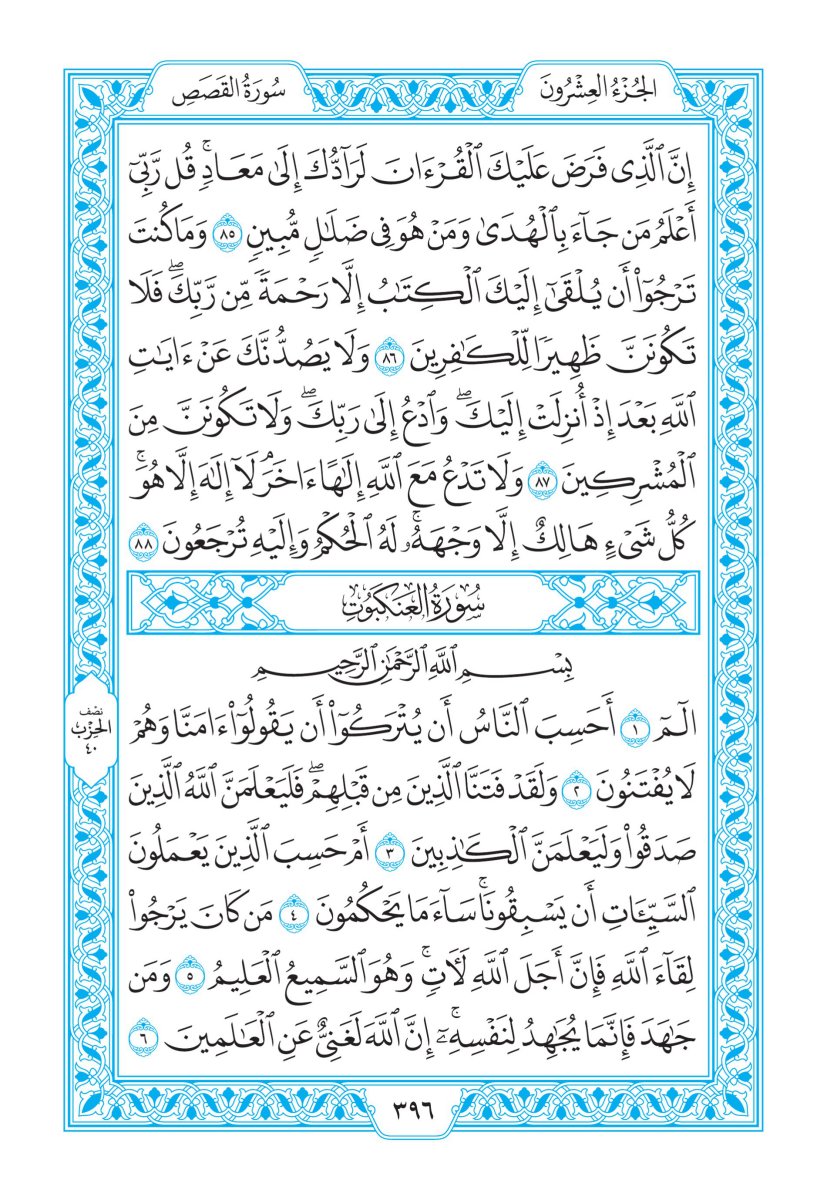 الجُزْءُ العِشْرُونَ
سُورَةُ القَصَصِ
إِنَّ ٱلَّذِى فَرَضَ عَلَيْكَ ٱلْقُرْءَانَ لَرَآدُّكَ إِلَىٰ مَعَادٍۚ قُل رَّبِّىٓ
أَعْلَمُ مَن جَآءَ بِٱلْهُدَىٰ وَمَنْ هُوَ فِى ضَلَٰلٍ مُّبِينٍ ٨٥ وَمَا كُنتَ
تَرْجُوٓا۟ أَن يُلْقَىٰٓ إِلَيْكَ ٱلْكِتَٰبُ إِلَّا رَحْمَةً مِّن رَّبِّكَۖ فَلَا
تَكُونَنَّ ظَهِيرًا لِّلْكَٰفِرِينَ ٨٦ وَلَا يَصُدُّنَّكَ عَنْ ءَايَٰتِ
ٱللَّهِ بَعْدَ إِذْ أُنزِلَتْ إِلَيْكَۖ وَٱدْعُ إِلَىٰ رَبِّكَۖ وَلَا تَكُونَنَّ مِنَ
ٱلْمُشْرِكِينَ ٨٧ وَلَا تَدْعُ مَعَ ٱللَّهِ إِلَٰهًا ءَاخَرَۘ لَآ إِلَٰهَ إِلَّا هُوَۚ
كُلُّ شَىْءٍ هَالِكٌ إِلَّا وَجْهَهُۥۚ لَهُ ٱلْحُكْمُ وَإِلَيْهِ تُرْجَعُونَ ٨٨
سُورَةُ العَنكَبُوتِ
بِسْمِ ٱللَّهِ ٱلرَّحْمَٰنِ ٱلرَّحِيمِ
الٓمٓ ١ أَحَسِبَ ٱلنَّاسُ أَن يُتْرَكُوٓا۟ أَن يَقُولُوٓا۟ ءَامَنَّا وَهُمْ
لَا يُفْتَنُونَ ٢ وَلَقَدْ فَتَنَّا ٱلَّذِينَ مِن قَبْلِهِمْۖ فَلَيَعْلَمَنَّ ٱللَّهُ ٱلَّذِينَ
صَدَقُوا۟ وَلَيَعْلَمَنَّ ٱلْكَٰذِبِينَ ٣ أَمْ حَسِبَ ٱلَّذِينَ يَعْمَلُونَ
ٱلسَّيِّـَٔاتِ أَن يَسْبِقُونَاۚ سَآءَ مَا يَحْكُمُونَ ٤ مَن كَانَ يَرْجُوا۟
لِقَآءَ ٱللَّهِ فَإِنَّ أَجَلَ ٱللَّهِ لَـَٔاتٍۚ وَهُوَ ٱلسَّمِيعُ ٱلْعَلِيمُ ٥ وَمَن
جَٰهَدَ فَإِنَّمَا يُجَٰهِدُ لِنَفْسِهِۦٓۚ إِنَّ ٱللَّهَ لَغَنِىٌّ عَنِ ٱلْعَٰلَمِينَ ٦
نصف
الحزب
٤٠
٣٩٦